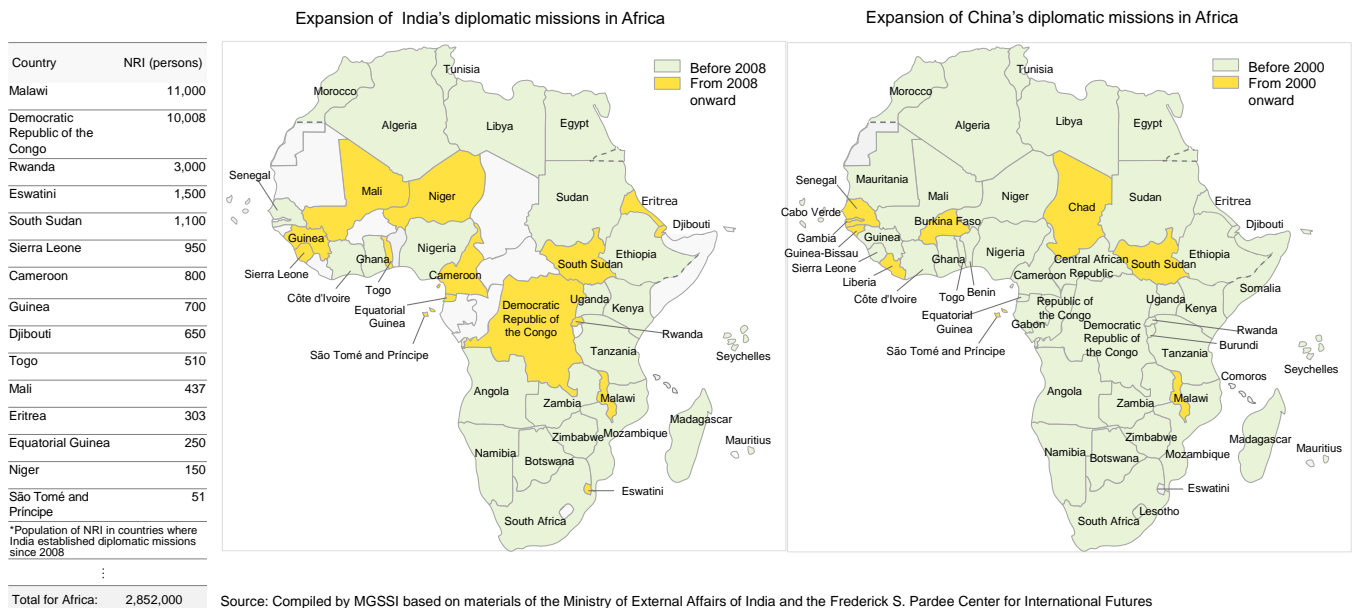 Expansion of India's diplomatic missions in Africa
Expansion of China's diplomatic missions in Africa
Country NRI (persons)
Malawi 11,000
Democratic 10,008
Republic of the
Congo
Rwanda 3,000
Eswatini 1,500
South Sudan 1,100
Sierra Leone 950
Cameroon 800
Guinea 700
Djibouti 650
Togo 510
Mali 437
Eritrea 303
Equatorial Guinea 250
Niger 150
São Tomé and 51
Príncipe
*Population of NRI in countries where
India established diplomatic missions
since 2008
⋮
Total for Africa: 2,852,000
Before 2008
From 2008
onward
Tunisia
Morocco
Algeria
Libya
Egypt
Senegal
Mali
Niger
Sudan
Eritrea
Djibouti
Guinea
Nigeria
Ethiopia
Ghana
Sierra Leone
Cameroon
South Sudan
Côte d'Ivoire
Togo
Equatorial
Guinea
Democratic
Republic of
the Congo
Uganda
Kenya
Rwanda
São Tomé and Príncipe
Tanzania
Seychelles
Angola
Zambia
Malawi
Madagascar
Zimbabwe
Mozambique
Mauritius
Namibia
Botswana
Eswatini
South Africa
Before 2000
From 2000
onward
Tunisia
Morocco
Algeria
Libya
Egypt
Senegal
Mauritania
Mali
Niger
Chad
Sudan
Eritrea
Cabo Verde
Burkina Faso
Djibouti
Gambia
Guinea
Guinea-Bissau
Nigeria
Ethiopia
Ghana
Sierra Leone
Central African
Republic
South Sudan
Liberia
Cameroon
Somalia
Côte d'Ivoire
Togo
Benin
Equatorial
Guinea
Republic of
the Congo
Uganda
Kenya
Gabon
Democratic
Republic of
the Congo
Rwanda
Burundi
São Tomé and Príncipe
Tanzania
Seychelles
Comoros
Angola
Zambia
Malawi
Zimbabwe
Madagascar
Mauritius
Mozambique
Namibia
Botswana
Eswatini
Lesotho
South Africa
Source: Compiled by MGSSI based on materials of the Ministry of External Affairs of India and the Frederick S. Pardee Center for International Futures